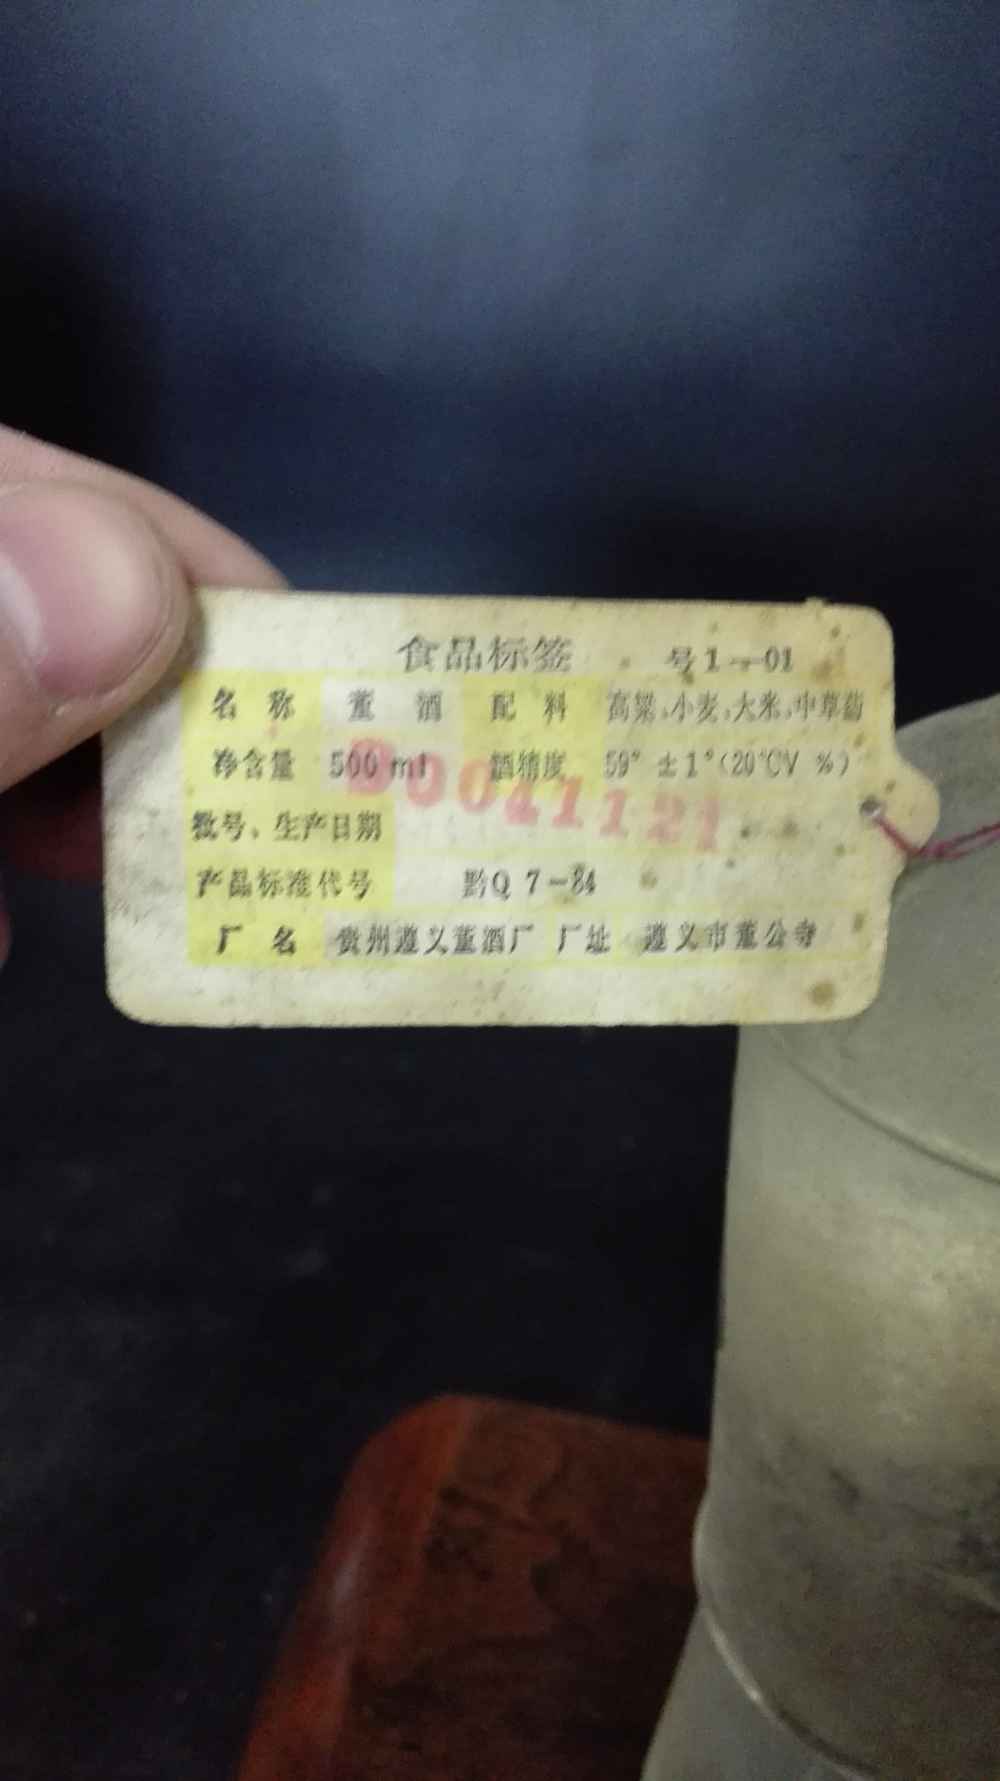 食品标签 号1—01
名 称 董 酒 配 料 高粱、小麦、大米、中草药
净含量 500 ml 酒精度 59° ±1°(20℃V %)
90041121
批号、生产日期
产品标准代号 黔Q 7-84
厂 名 贵州遵义董酒厂 厂址 遵义市董公寺